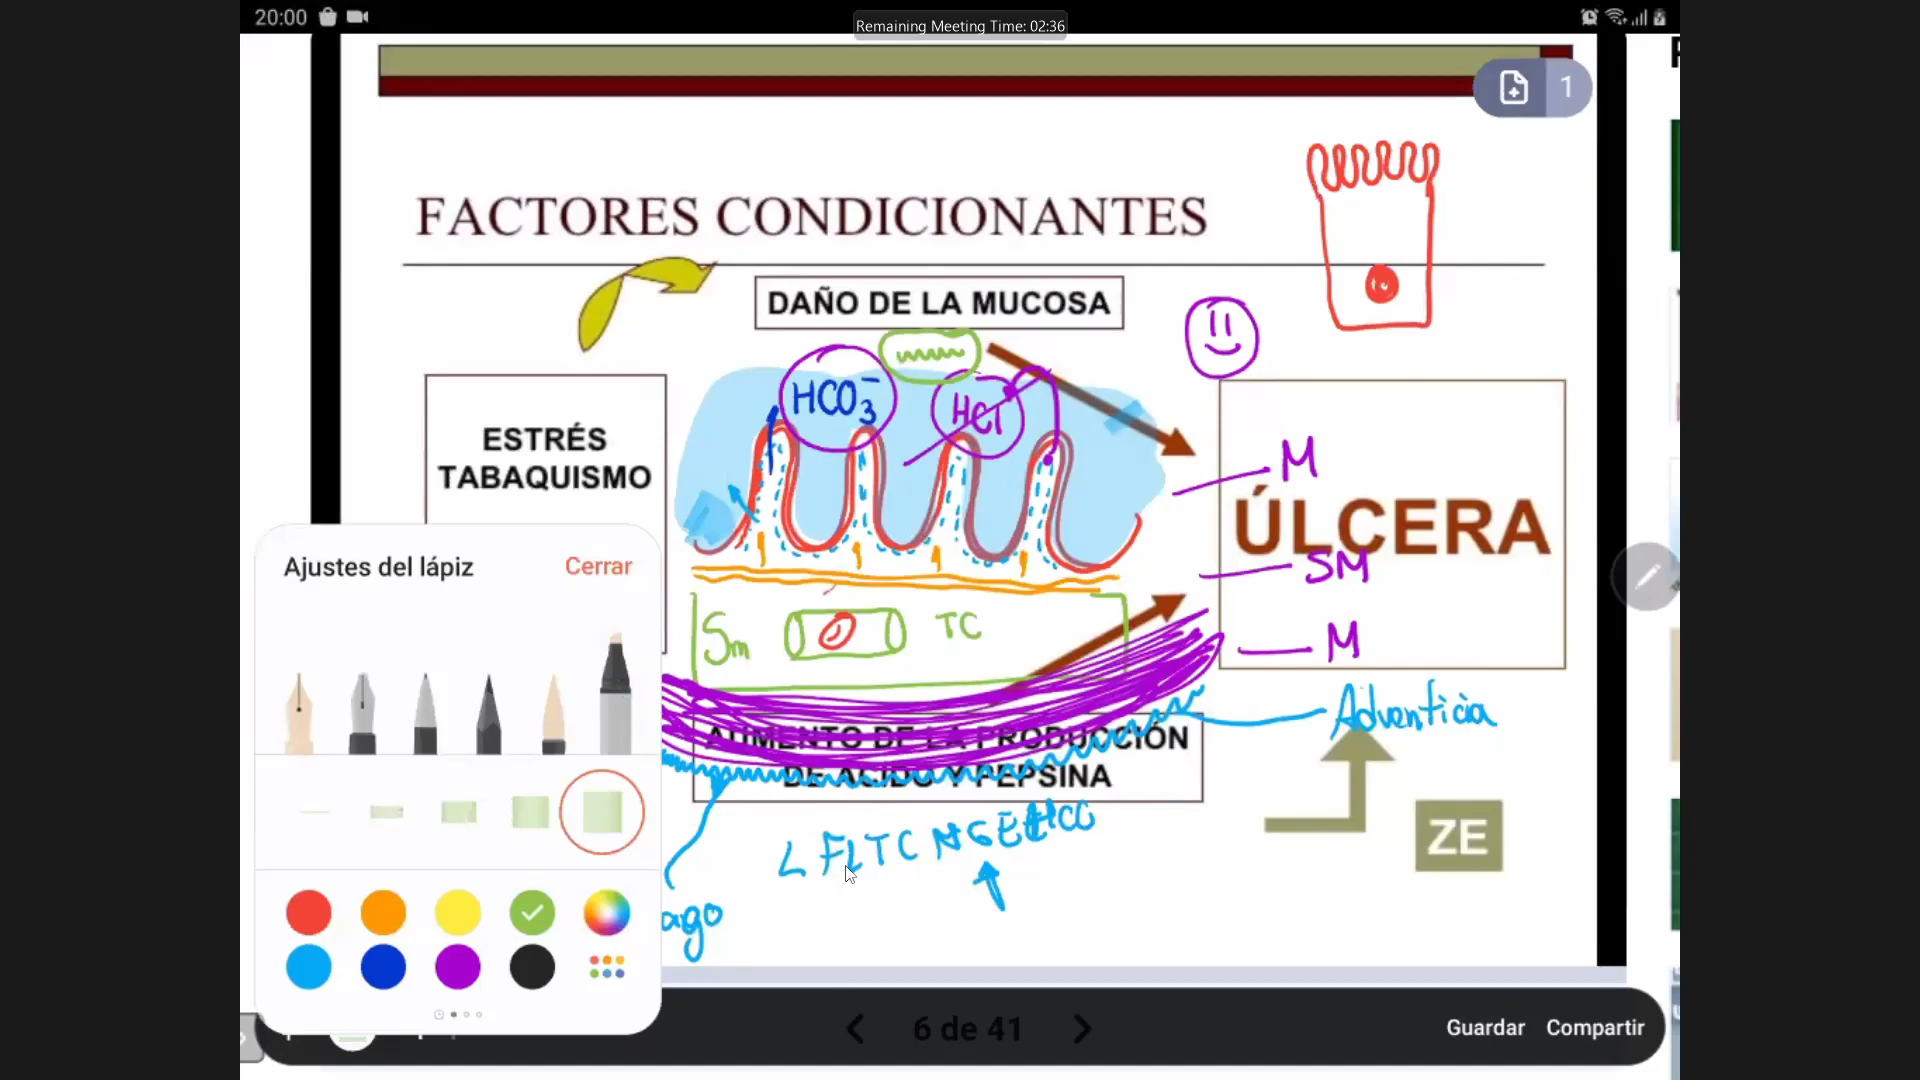 20:00
Remaining Meeting Time: 02:36
1
FACTORES CONDICIONANTES
DAÑO DE LA MUCOSA
HCO3-
HCl
ESTRÉS
TABAQUISMO
M
ÚLCERA
SM
Sm
TC
M
Ajustes del lápiz
Cerrar
Adventicia
AUMENTO DE LA PRODUCCIÓN
DE ACIDO Y PEPSINA
ZE
ago
6 de 41
Guardar
Compartir